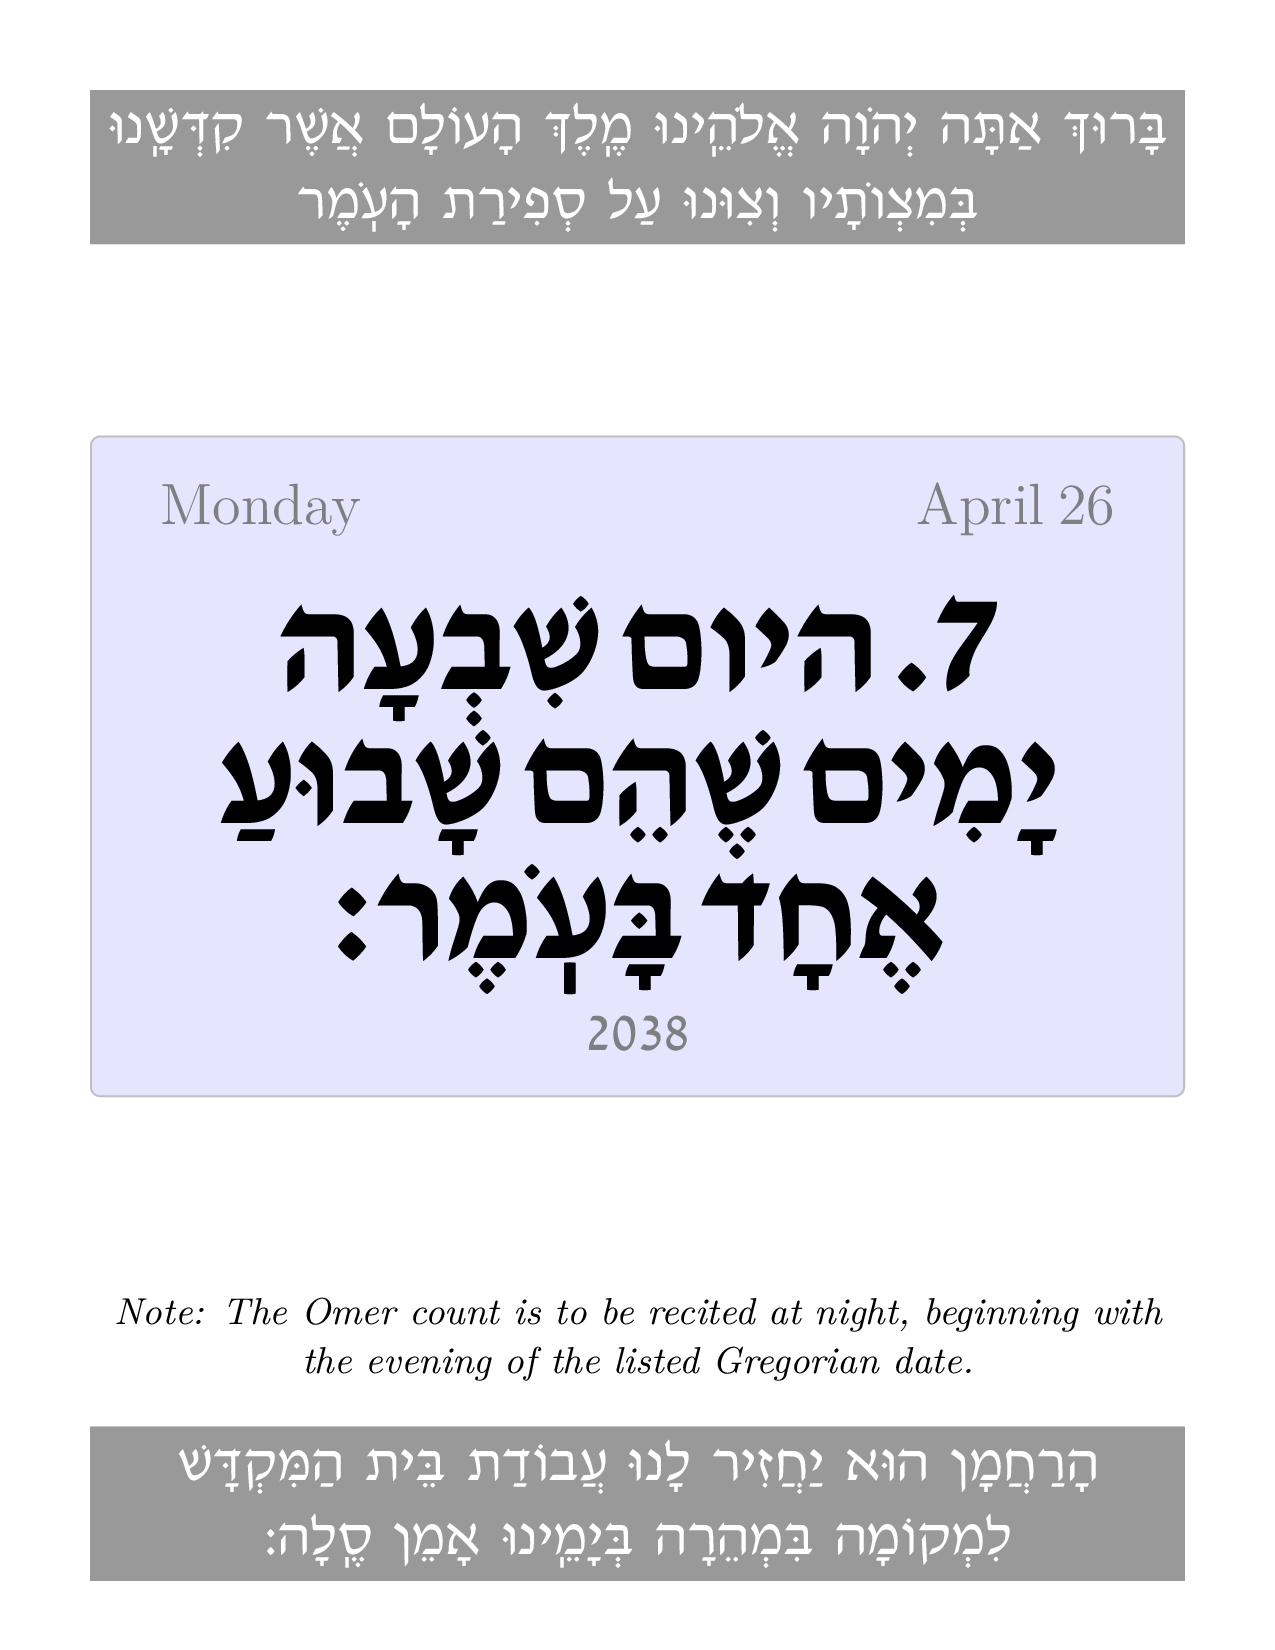 בָּרוּךְ אַתָּה יְהֹוָה אֱלֹהֵֽינוּ מֶֽלֶךְ הָעוֹלָם אֲשֶׁר קִדְּשָֽׁנוּ
בְּמִצְוֹתָיו וְצִוּנוּ עַל סְפִירַת הָעֹֽמֶר
Monday April 26
7. היום שִׁבְעָה
יָמִים שֶׁהֵם שָׁבוּעַ
אֶחָד בָּעֹֽמֶר:
2038
Note: The Omer count is to be recited at night, beginning with
the evening of the listed Gregorian date.
הָרַחֲמָן הוּא יַחֲזִיר לָנוּ עֲבוֹדַת בֵּית הַמִּקְדָּשׁ
לִמְקוֹמָה בִּמְהֵרָה בְּיָמֵֽינוּ אָמֵן סֶֽלָה: